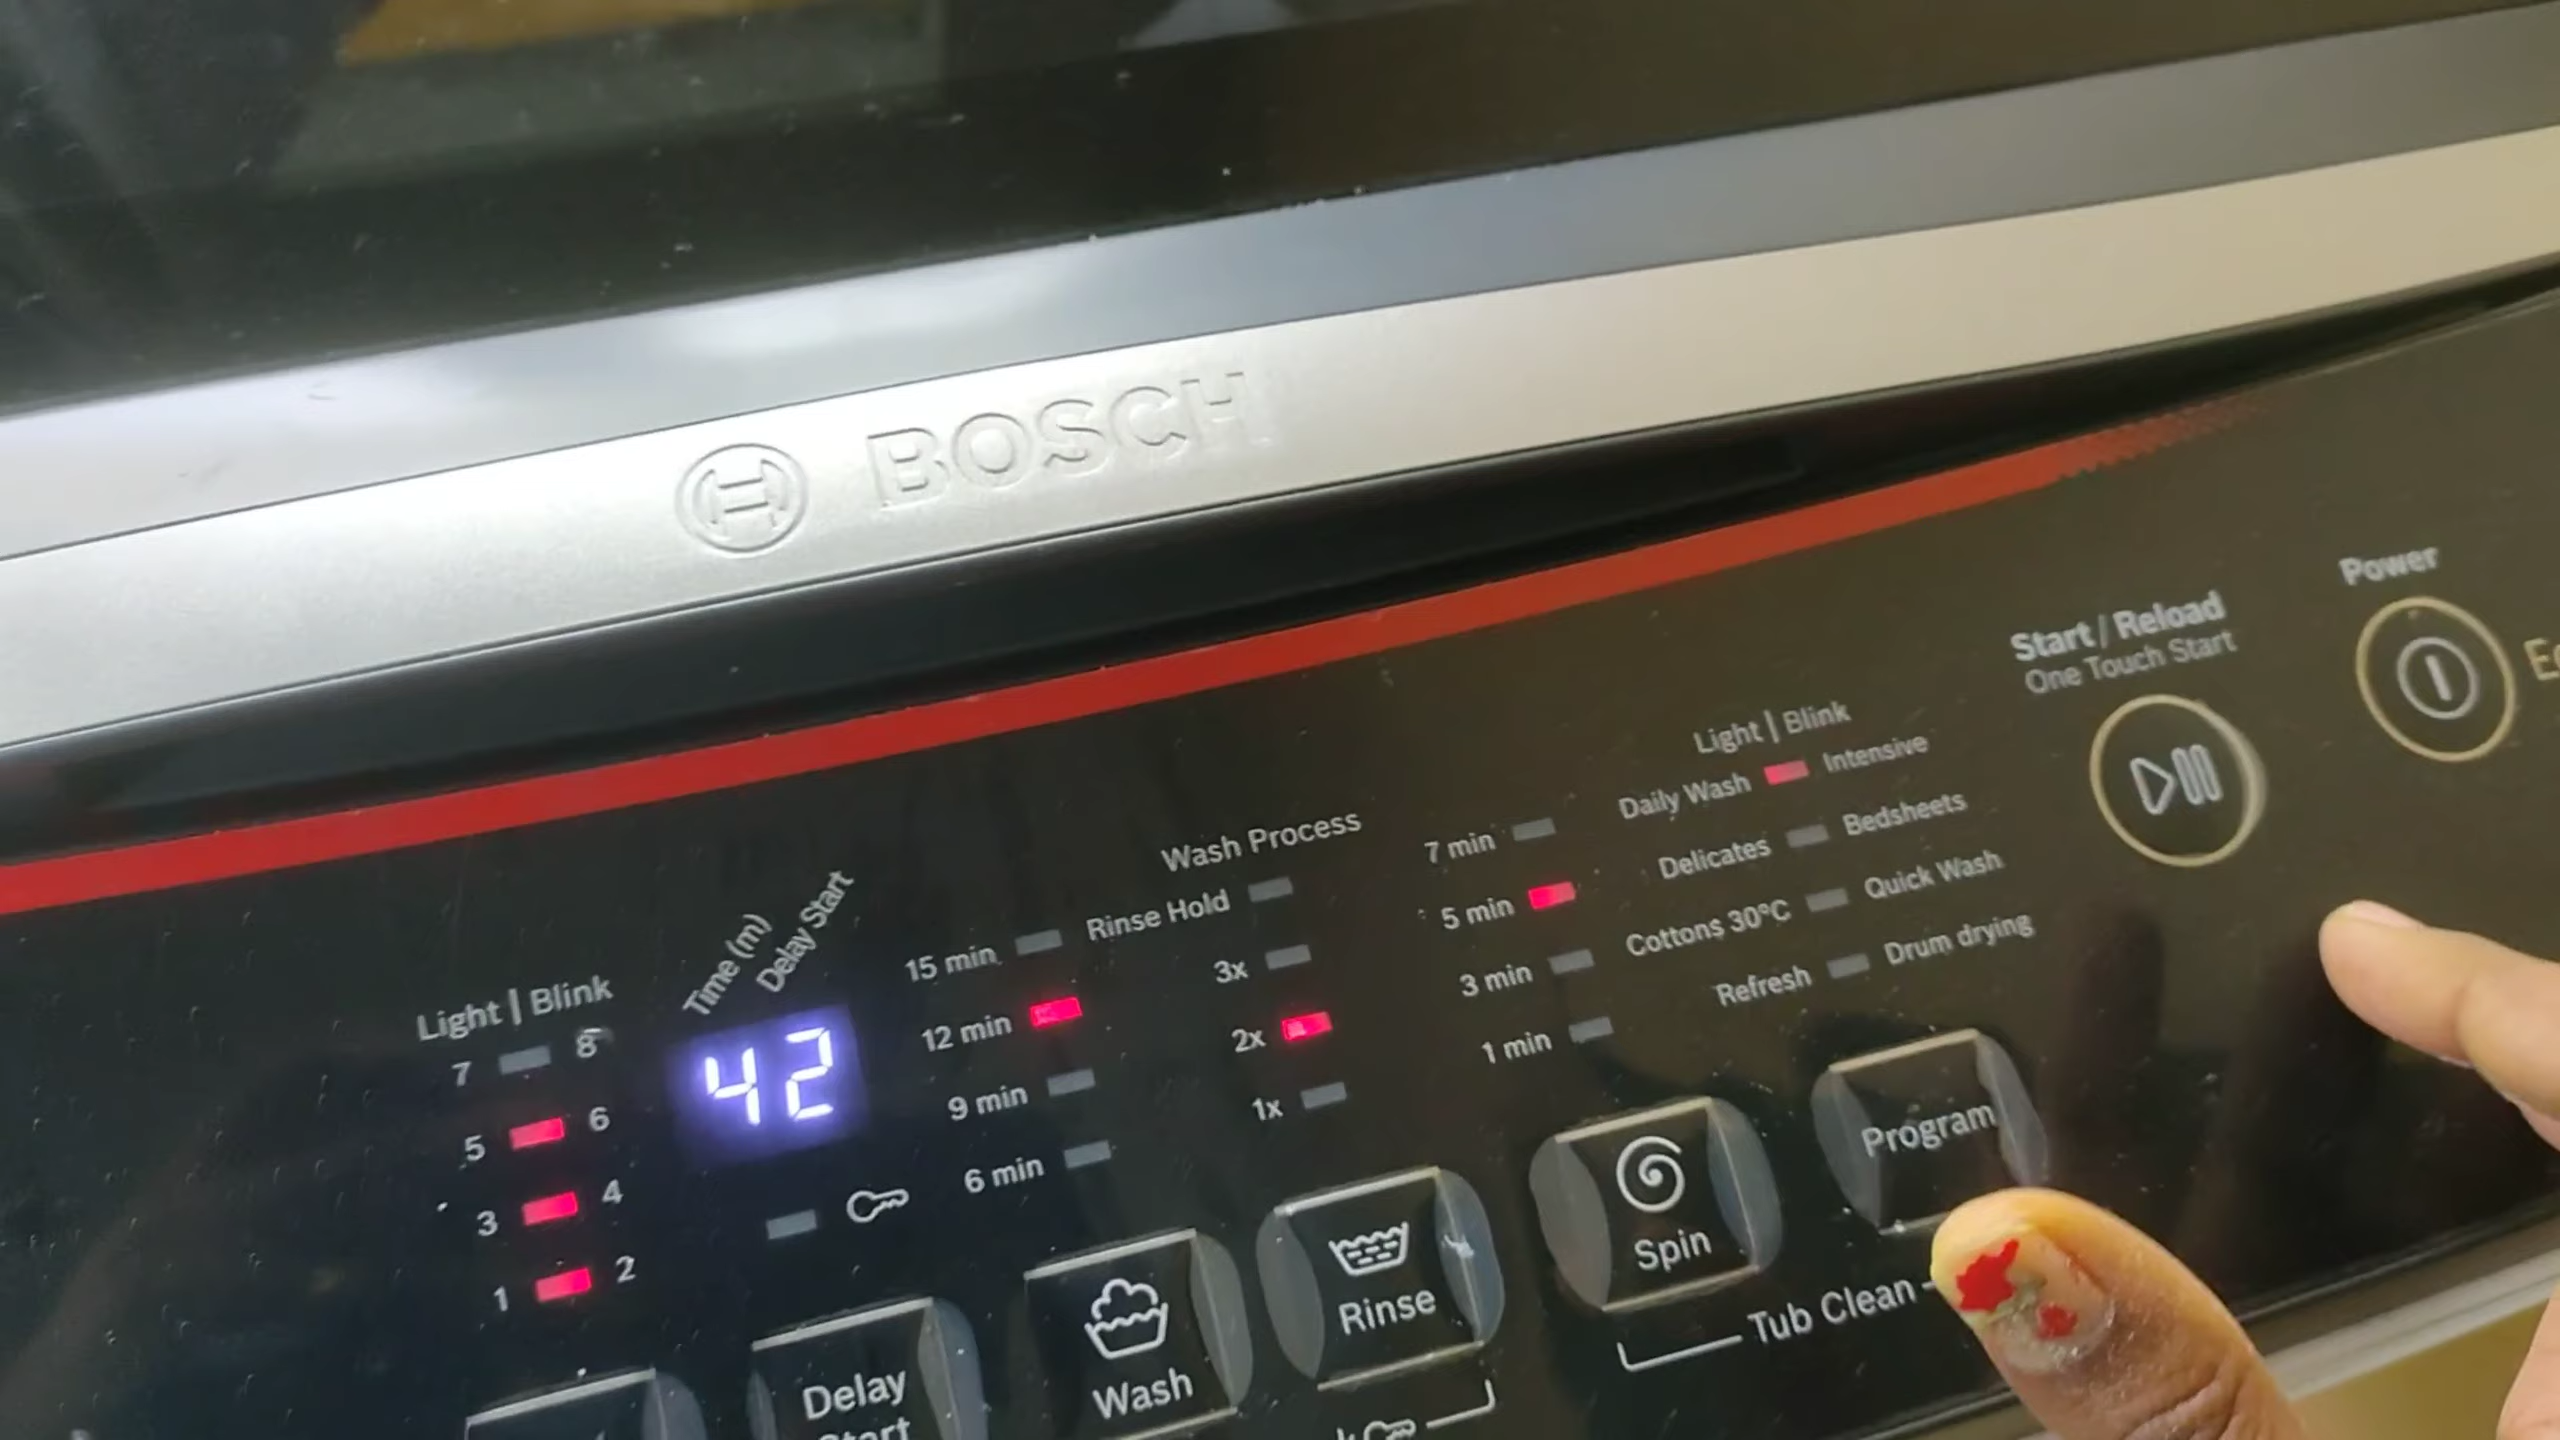 BOSCH
Power
Start / Reload
One Touch Start
Light | Blink
Daily Wash Intensive
Delicates Bedsheets
Cottons 30°C Quick Wash
Refresh Drum drying
7 min
5 min
3 min
1 min
Wash Process
Rinse Hold
3x
2x
1x
15 min
12 min
9 min
6 min
Time (m)
Delay Start
42
Light | Blink
7 8
5 6
3 4
1 2
Delay
Start
Wash
Rinse
Spin
Program
Tub Clean